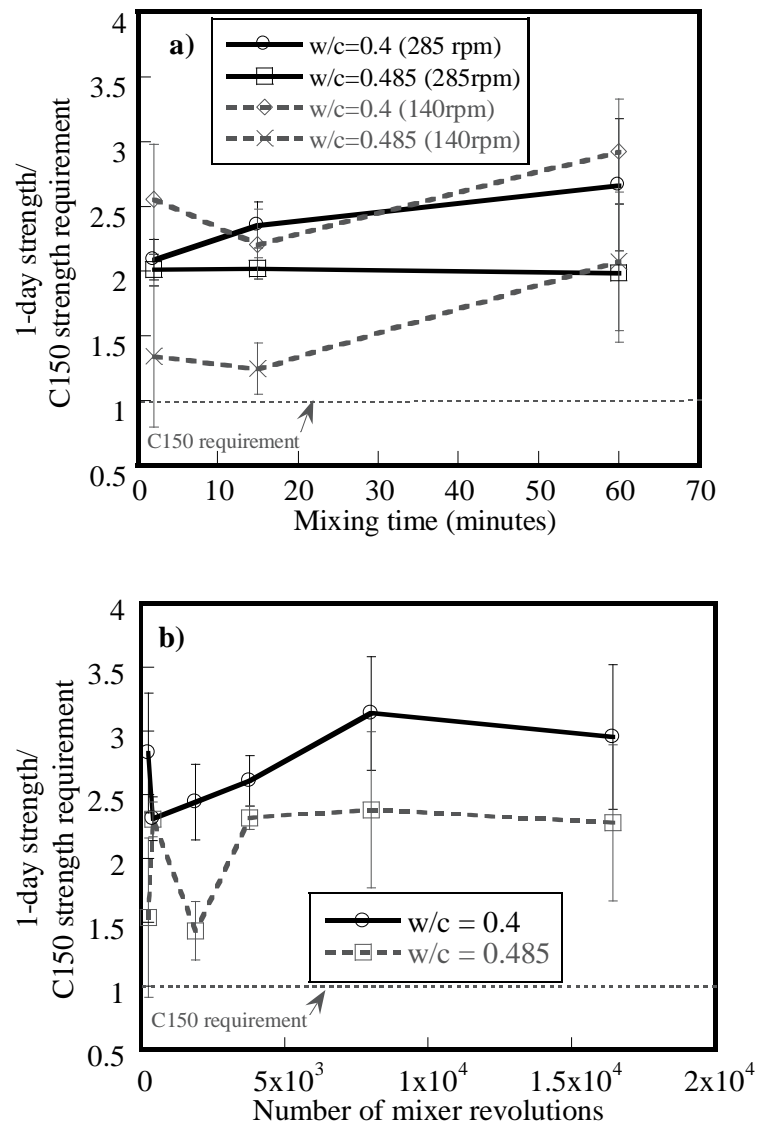 4
a)
w/c=0.4 (285 rpm)
w/c=0.485 (285rpm)
w/c=0.4 (140rpm)
w/c=0.485 (140rpm)
3.5
3
2.5
2
1.5
1
0.5
1-day strength/
C150 strength requirement
C150 requirement
0 10 20 30 40 50 60 70
Mixing time (minutes)
4
b)
3.5
3
2.5
2
1.5
1
0.5
1-day strength/
C150 strength requirement
w/c = 0.4
w/c = 0.485
C150 requirement
0 5x10³ 1x10⁴ 1.5x10⁴ 2x10⁴
Number of mixer revolutions